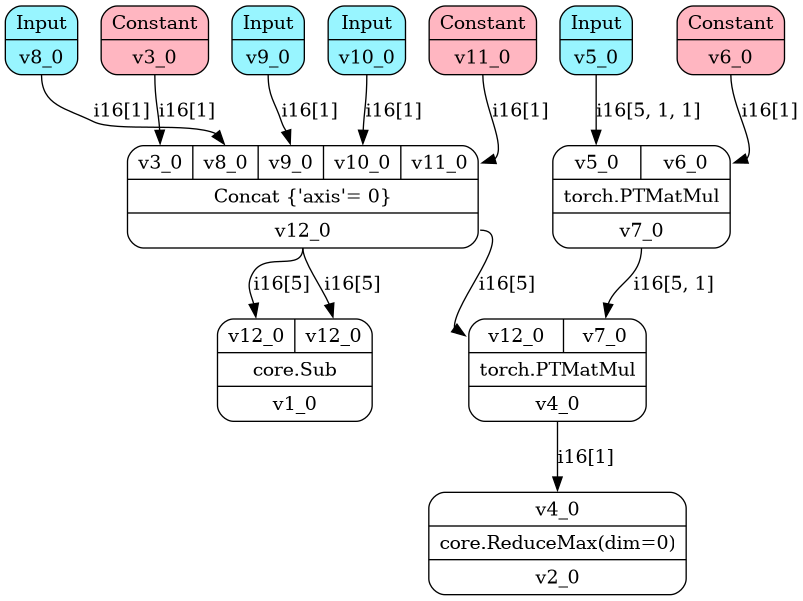 Input
v8_0
Constant
v3_0
Input
v9_0
Input
v10_0
Constant
v11_0
Input
v5_0
Constant
v6_0
i16[1]
i16[1]
i16[1]
i16[1]
i16[1]
i16[5, 1, 1]
i16[1]
v3_0 v8_0 v9_0 v10_0 v11_0
Concat {'axis'= 0}
v12_0
v5_0 v6_0
torch.PTMatMul
v7_0
i16[5]
i16[5]
i16[5]
i16[5, 1]
v12_0 v12_0
core.Sub
v1_0
v12_0 v7_0
torch.PTMatMul
v4_0
i16[1]
v4_0
core.ReduceMax(dim=0)
v2_0